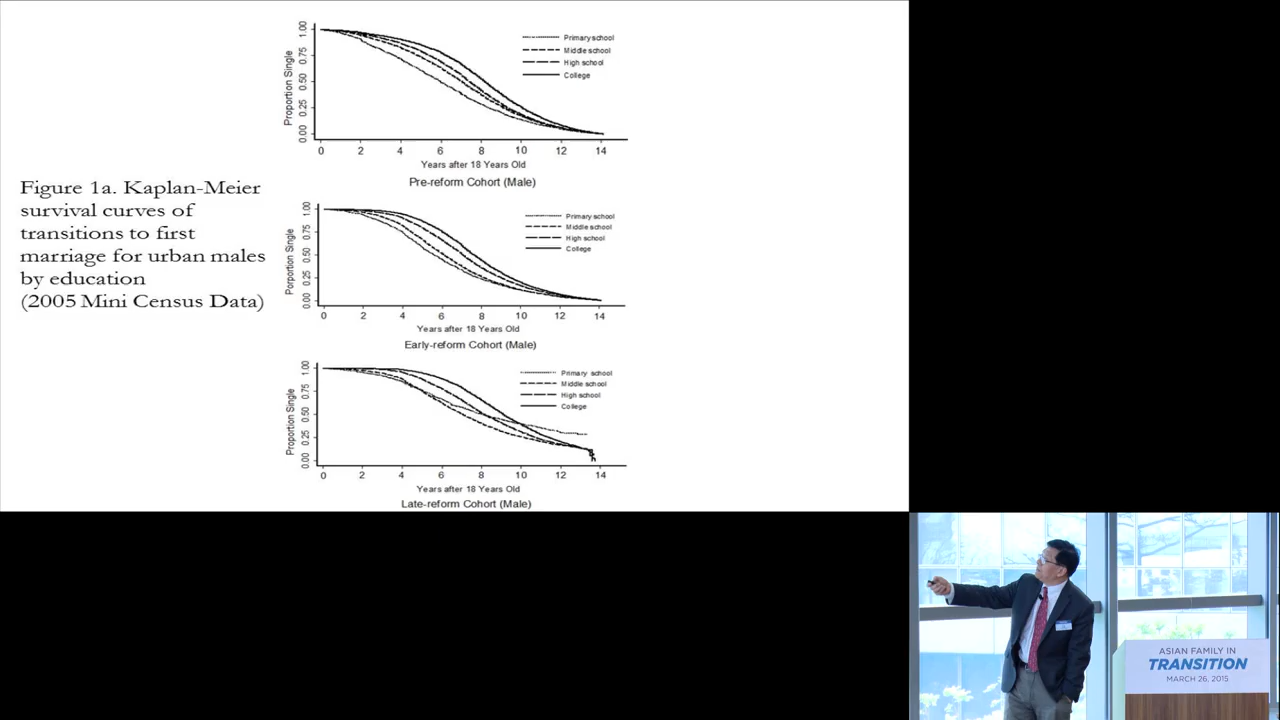 Figure 1a. Kaplan-Meier
survival curves of
transitions to first
marriage for urban males
by education
(2005 Mini Census Data)
Proportion Single
0.00 0.25 0.50 0.75 1.00
Primary school
Middle school
High school
College
0 2 4 6 8 10 12 14
Years after 18 Years Old
Pre-reform Cohort (Male)
Porportion Single
0.00 0.25 0.50 0.75 1.00
Primary school
Middle school
High school
College
0 2 4 6 8 10 12 14
Years after 18 Years Old
Early-reform Cohort (Male)
Proportion Single
0.00 0.25 0.50 0.75 1.00
Primary school
Middle school
High school
College
0 2 4 6 8 10 12 14
Years after 18 Years Old
Late-reform Cohort (Male)
ASIAN FAMILY IN
TRANSITION
MARCH 26, 2015